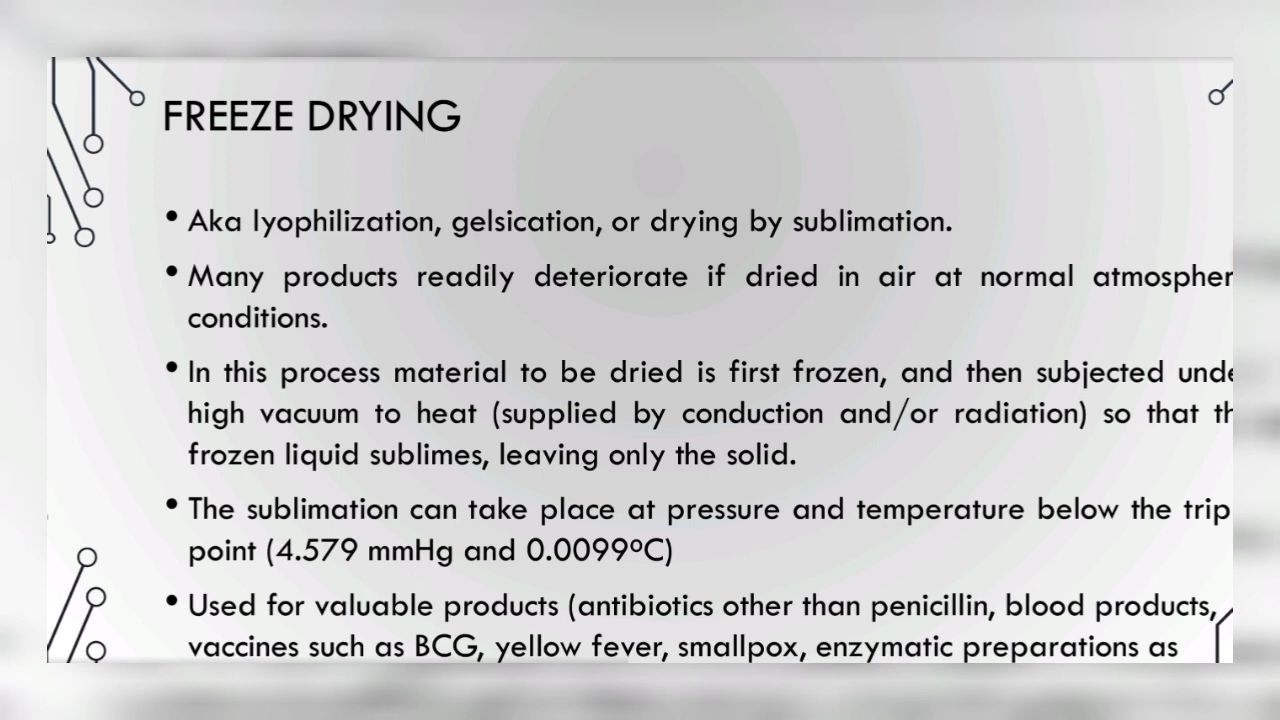 FREEZE DRYING
• Aka lyophilization, gelsication, or drying by sublimation.
• Many products readily deteriorate if dried in air at normal atmospher
conditions.
• In this process material to be dried is first frozen, and then subjected unde
high vacuum to heat (supplied by conduction and/or radiation) so that th
frozen liquid sublimes, leaving only the solid.
• The sublimation can take place at pressure and temperature below the trip
point (4.579 mmHg and 0.0099ºC)
• Used for valuable products (antibiotics other than penicillin, blood products,
vaccines such as BCG, yellow fever, smallpox, enzymatic preparations as